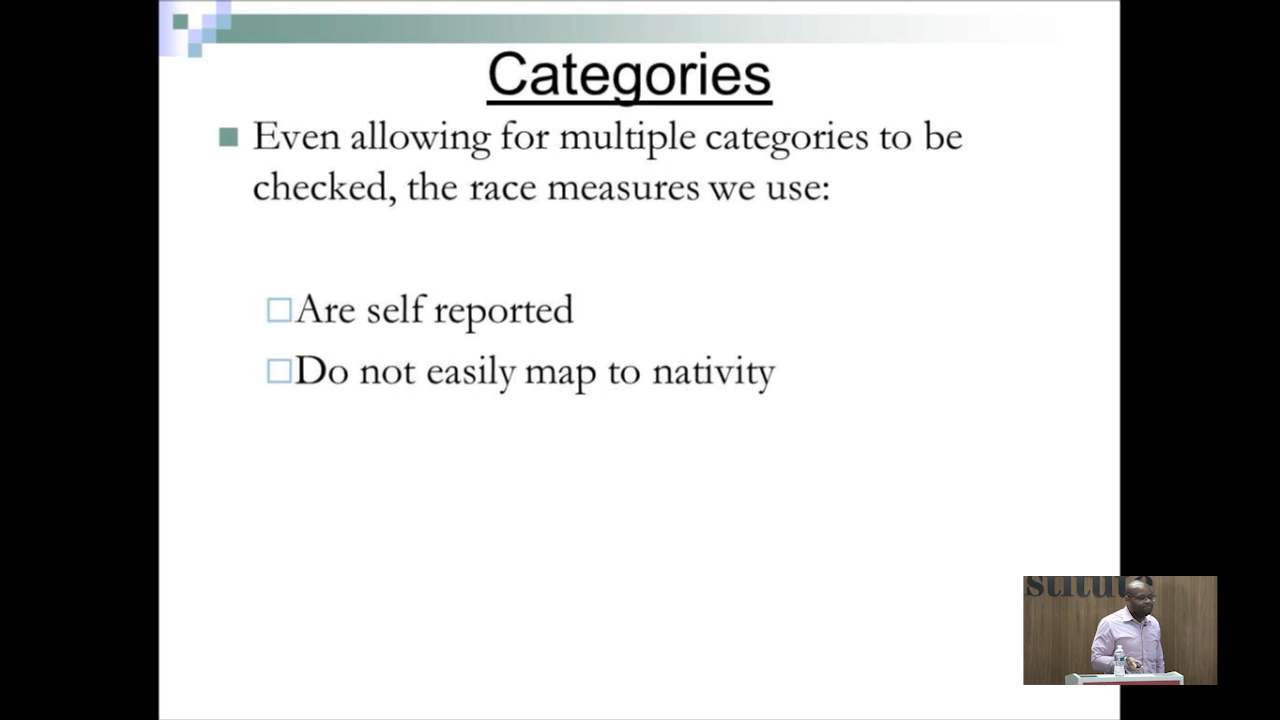 Categories
Even allowing for multiple categories to be
checked, the race measures we use:
Are self reported
Do not easily map to nativity
stitute